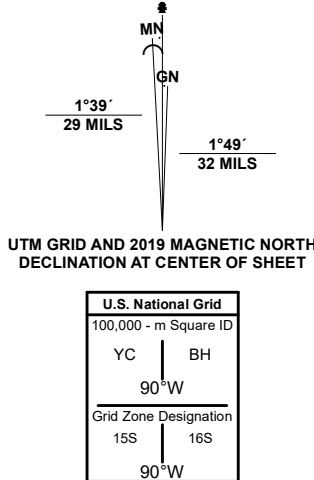 MN
GN
1°39´
29 MILS
1°49´
32 MILS
UTM GRID AND 2019 MAGNETIC NORTH
DECLINATION AT CENTER OF SHEET
U.S. National Grid
100,000 - m Square ID
YC BH
90°W
Grid Zone Designation
15S 16S
90°W